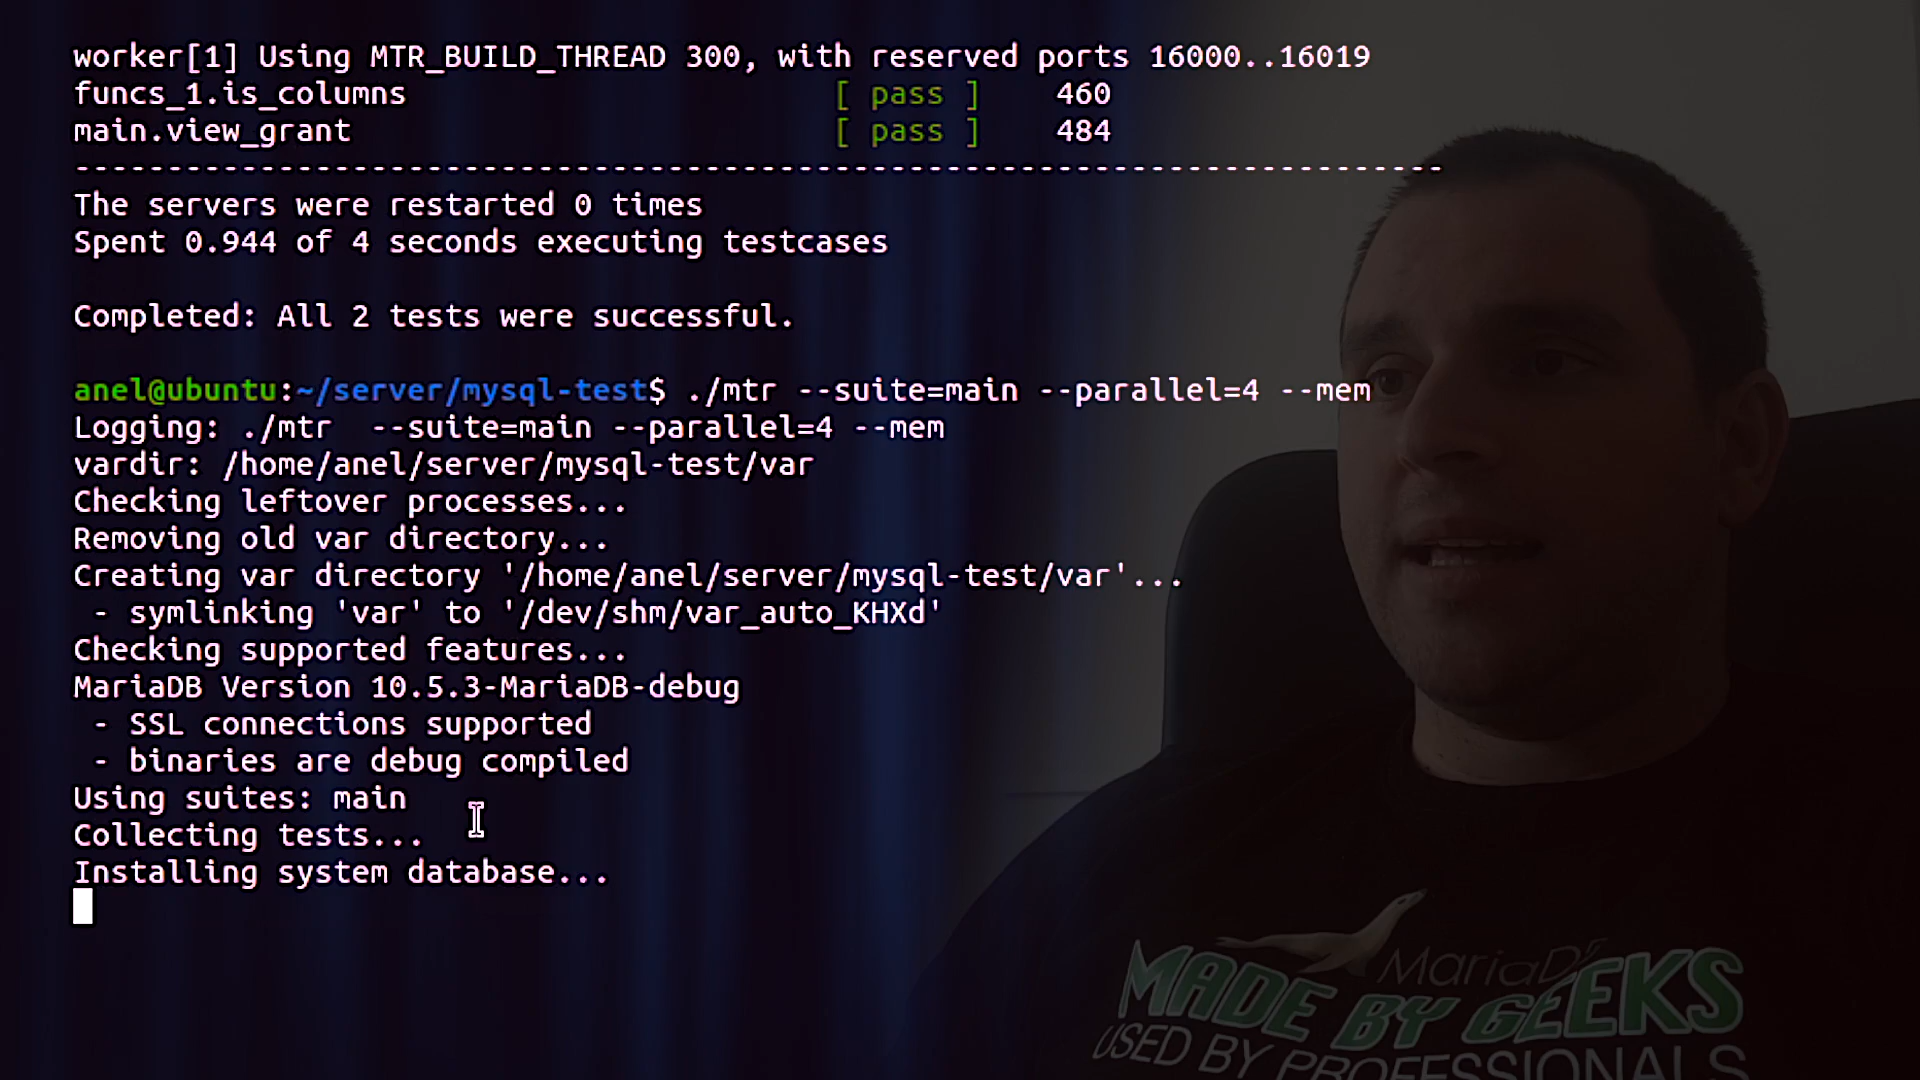 worker[1] Using MTR_BUILD_THREAD 300, with reserved ports 16000..16019
funcs_1.is_columns [ pass ] 460
main.view_grant [ pass ] 484
--------------------------------------------------------------------------
The servers were restarted 0 times
Spent 0.944 of 4 seconds executing testcases
Completed: All 2 tests were successful.
anel@ubuntu:~/server/mysql-test$ ./mtr --suite=main --parallel=4 --mem
Logging: ./mtr  --suite=main --parallel=4 --mem
vardir: /home/anel/server/mysql-test/var
Checking leftover processes...
Removing old var directory...
Creating var directory '/home/anel/server/mysql-test/var'...
- symlinking 'var' to '/dev/shm/var_auto_KHXd'
Checking supported features...
MariaDB Version 10.5.3-MariaDB-debug
- SSL connections supported
- binaries are debug compiled
Using suites: main
Collecting tests...
Installing system database...
MariaDB
MADE BY GEEKS
USED BY PROFESSIONALS